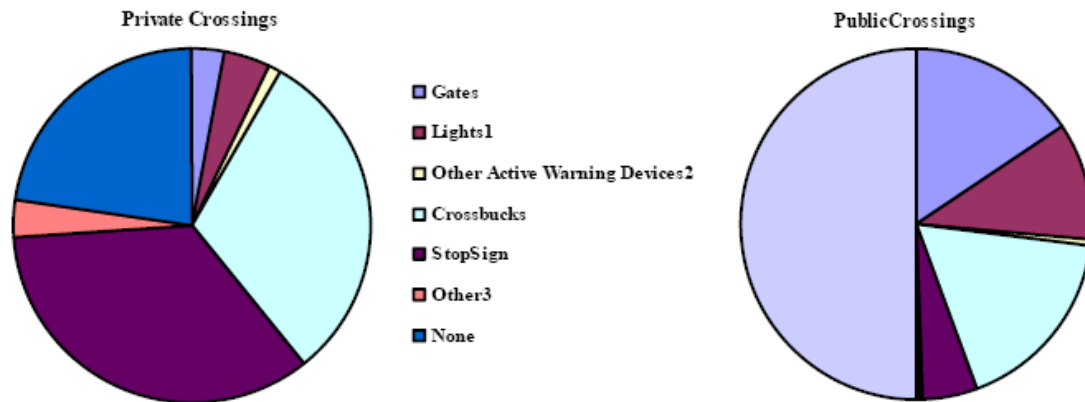 Private Crossings
PublicCrossings
Gates
Lights1
Other Active Warning Devices2
Crossbucks
StopSign
Other3
None